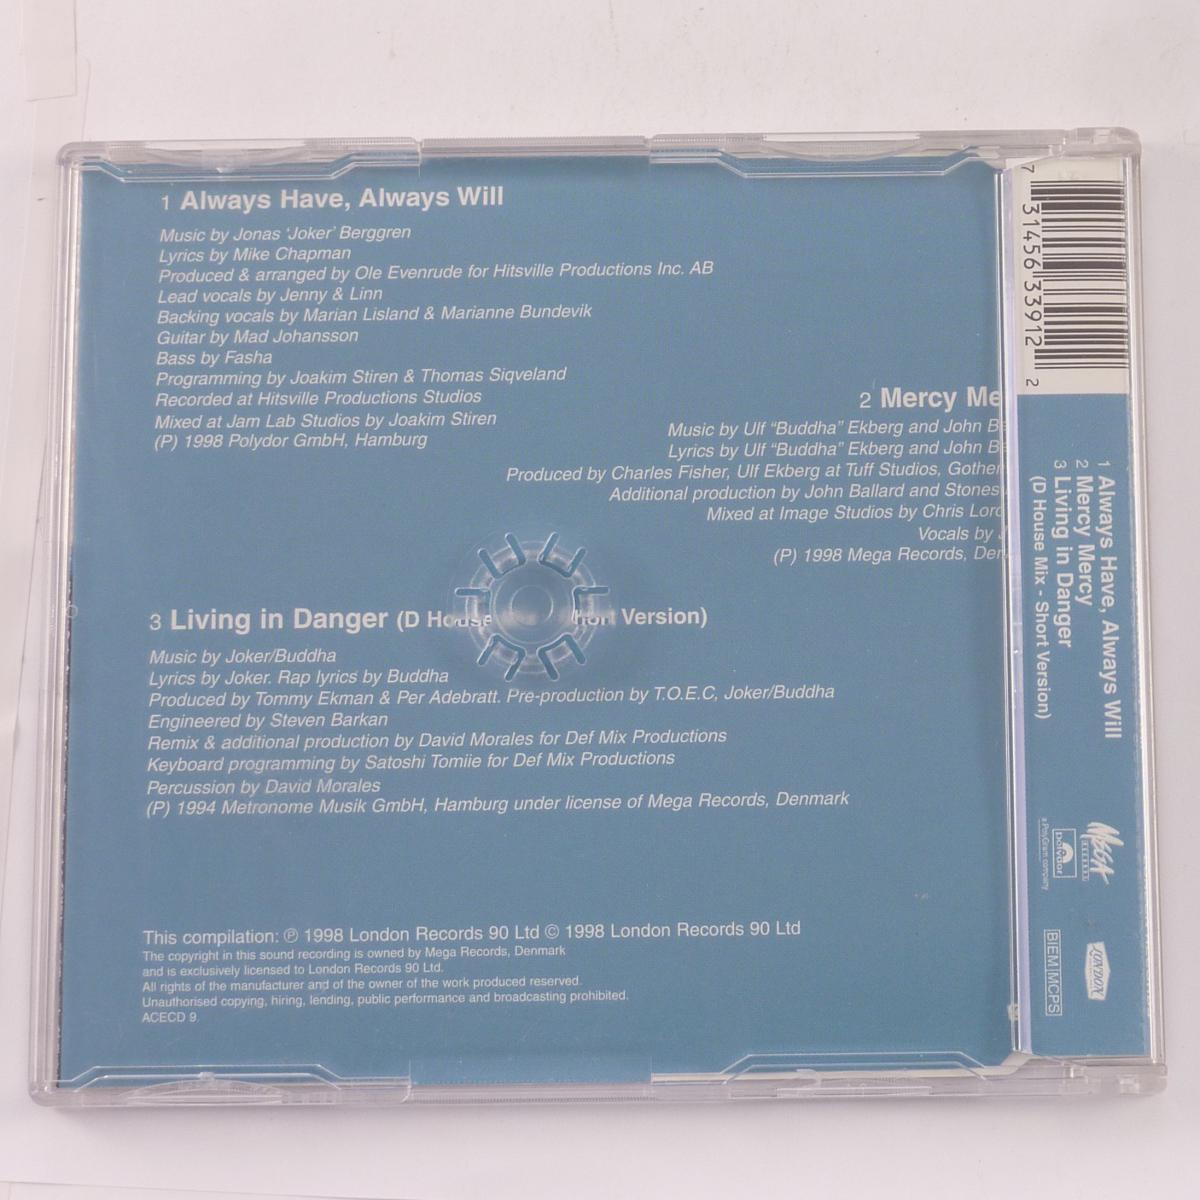 1 Always Have, Always Will
Music by Jonas ‘Joker’ Berggren
Lyrics by Mike Chapman
Produced & arranged by Ole Evenrude for Hitsville Productions Inc. AB
Lead vocals by Jenny & Linn
Backing vocals by Marian Lisland & Marianne Bundevik
Guitar by Mad Johansson
Bass by Fasha
Programming by Joakim Stiren & Thomas Siqveland
Recorded at Hitsville Productions Studios
Mixed at Jam Lab Studios by Joakim Stiren
(P) 1998 Polydor GmbH, Hamburg
2 Mercy Me
Music by Ulf “Buddha” Ekberg and John
Lyrics by Ulf “Buddha” Ekberg and John
Produced by Charles Fisher, Ulf Ekberg at Tuff Studios,
Additional production by John Ballard and Stones
Mixed at Image Studios by Chris
Vocals by
(P) 1998 Mega Records,
3 Living in Danger (D House hort Version)
Music by Joker/Buddha
Lyrics by Joker. Rap lyrics by Buddha
Produced by Tommy Ekman & Per Adebratt. Pre-production by T.O.E.C, Joker/Buddha
Engineered by Steven Barkan
Remix & additional production by David Morales for Def Mix Productions
Keyboard programming by Satoshi Tomiie for Def Mix Productions
Percussion by David Morales
(P) 1994 Metronome Musik GmbH, Hamburg under license of Mega Records, Denmark
This compilation: ℗ 1998 London Records 90 Ltd © 1998 London Records 90 Ltd
The copyright in this sound recording is owned by Mega Records, Denmark
and is exclusively licensed to London Records 90 Ltd.
All rights of the manufacturer and of the owner of the work produced reserved.
Unauthorised copying, hiring, lending, public performance and broadcasting prohibited.
ACECD 9.
7 31456 33912 2
1 Always Have, Always Will
2 Mercy Mercy
3 Living in Danger
(D House Mix - Short Version)
MEGA
RECORDS
Polydor
a PolyGram company
LONDON
BIEM MCPS